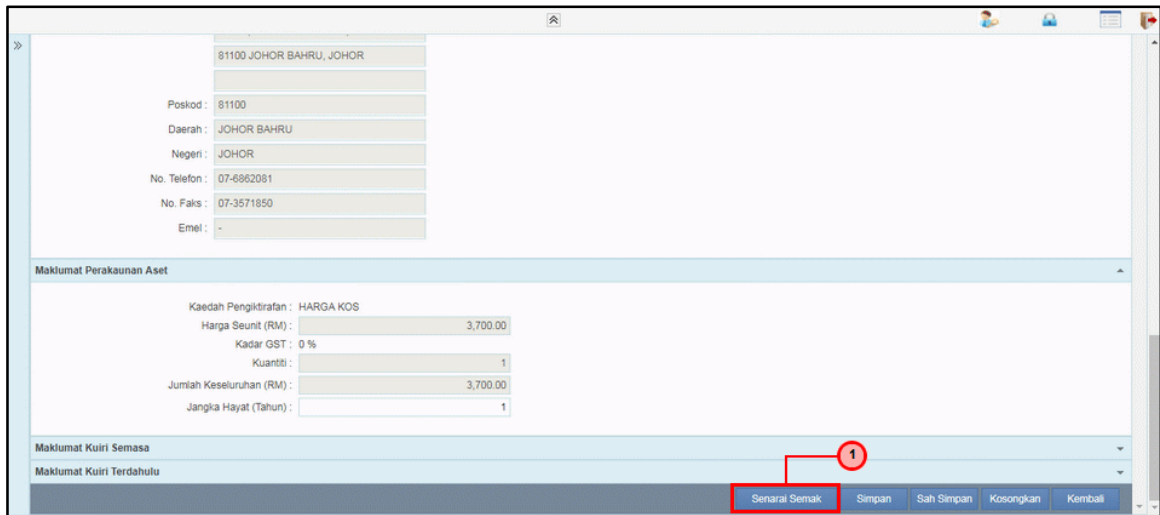 81100 JOHOR BAHRU, JOHOR
Poskod : 81100
Daerah : JOHOR BAHRU
Negeri : JOHOR
No. Telefon : 07-6862081
No. Faks : 07-3571850
Emel : -
Maklumat Perakaunan Aset
Kaedah Pengiktirafan : HARGA KOS
Harga Seunit (RM) : 3,700.00
Kadar GST : 0 %
Kuantiti : 1
Jumlah Keseluruhan (RM) : 3,700.00
Jangka Hayat (Tahun) : 1
Maklumat Kuiri Semasa
1
Maklumat Kuiri Terdahulu
Senarai Semak Simpan Sah Simpan Kosongkan Kembali